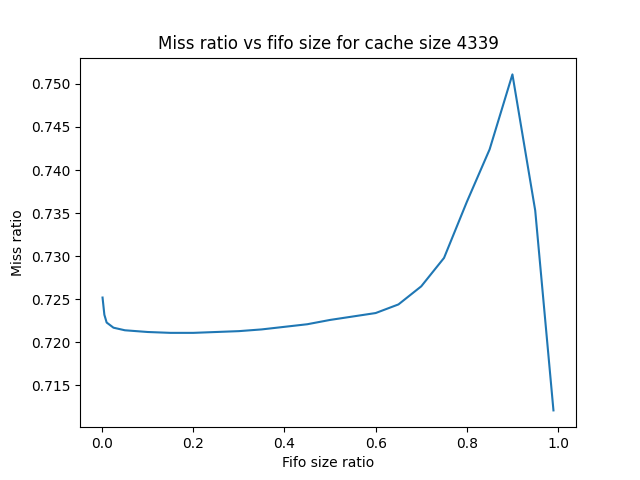 Miss ratio vs fifo size for cache size 4339
0.750
0.745
0.740
0.735
0.730
0.725
0.720
0.715
Miss ratio
0.0 0.2 0.4 0.6 0.8 1.0
Fifo size ratio